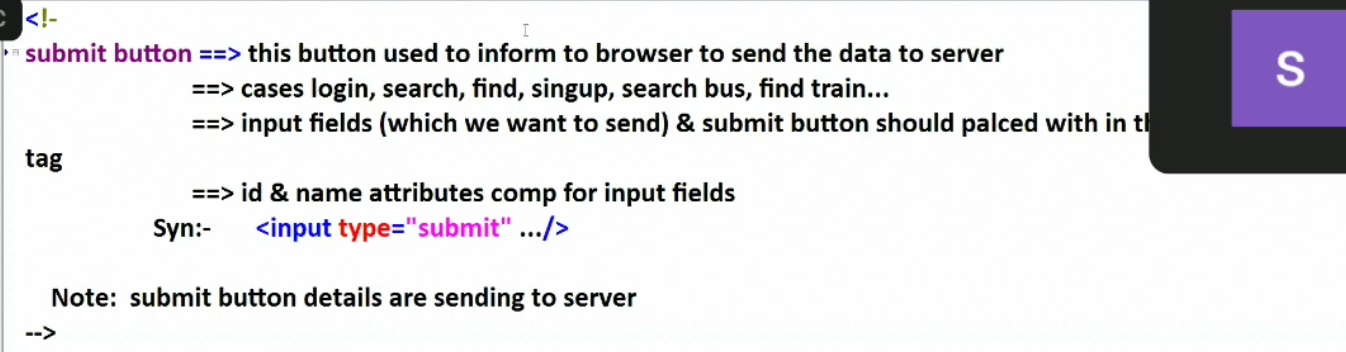 <!-
submit button ==> this button used to inform to browser to send the data to server
==> cases login, search, find, singup, search bus, find train...
==> input fields (which we want to send) & submit button should palced with in
tag
==> id & name attributes comp for input fields
Syn:- <input type="submit" .../>
Note: submit button details are sending to server
-->
S